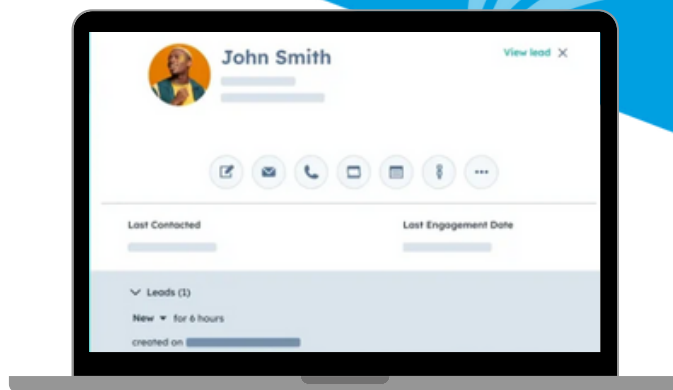 John Smith
View lead
Last Contacted
Last Engagement Date
Leads (1)
New for 6 hours
created on